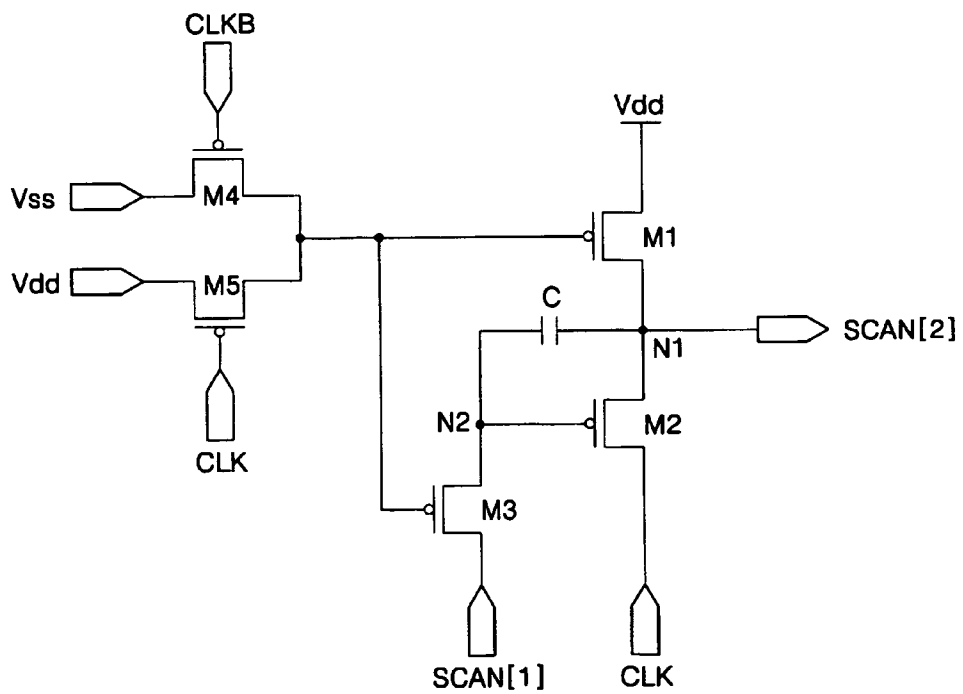 CLKB
Vdd
Vss
M4
M1
Vdd
M5
C
N1
SCAN[2]
N2
M2
CLK
M3
SCAN[1]
CLK